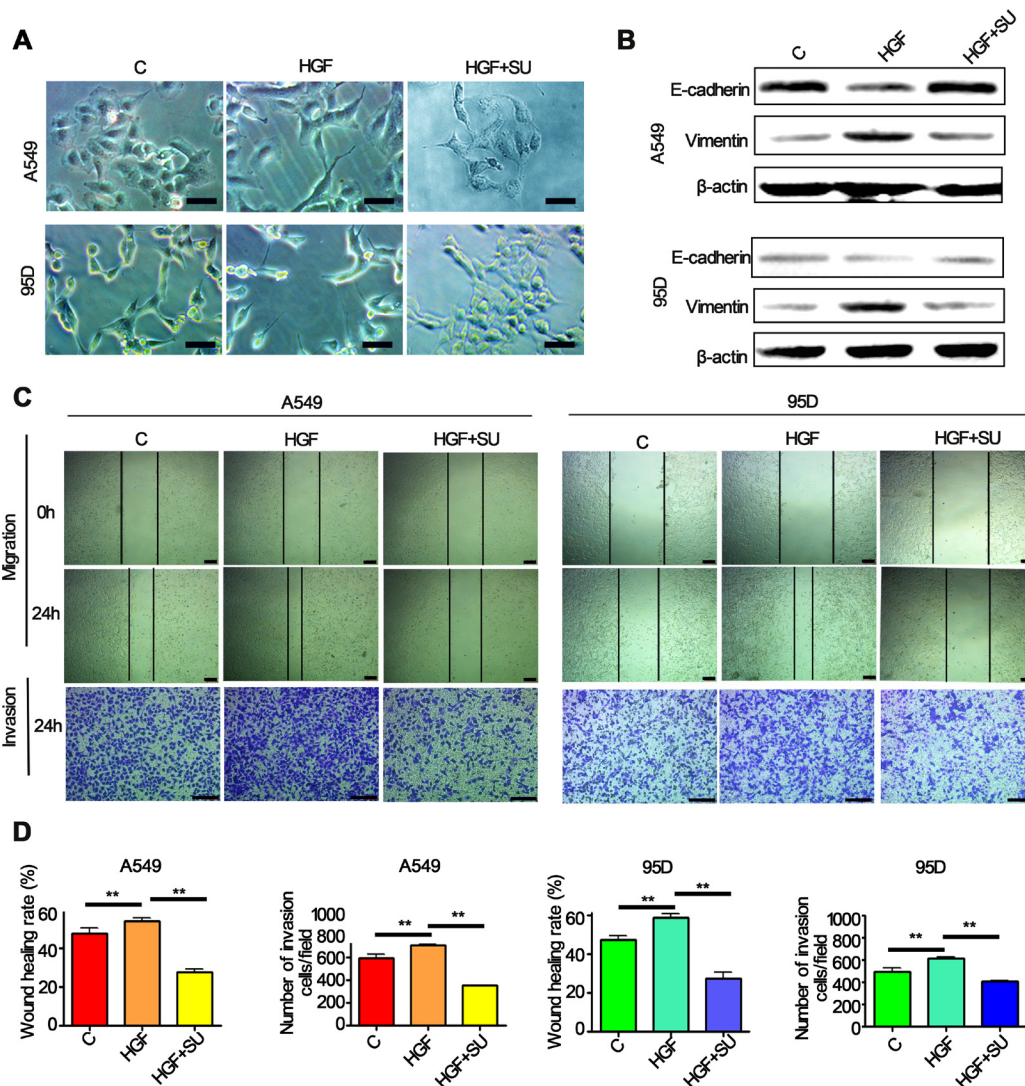 A
C
HGF
HGF+SU
A549
95D
B
C
HGF
HGF+SU
A549
E-cadherin
Vimentin
β-actin
95D
E-cadherin
Vimentin
β-actin
C
A549
95D
C
HGF
HGF+SU
C
HGF
HGF+SU
Migration
0h
24h
Invasion
24h
D
A549
Wound healing rate (%)
60
40
20
0
**
**
C
HGF
HGF+SU
A549
Number of invasion
cells/field
1000
800
600
400
200
0
**
**
C
HGF
HGF+SU
95D
Wound healing rate (%)
60
40
20
0
**
**
C
HGF
HGF+SU
95D
Number of invasion
cells/field
1000
800
600
400
200
0
**
**
C
HGF
HGF+SU